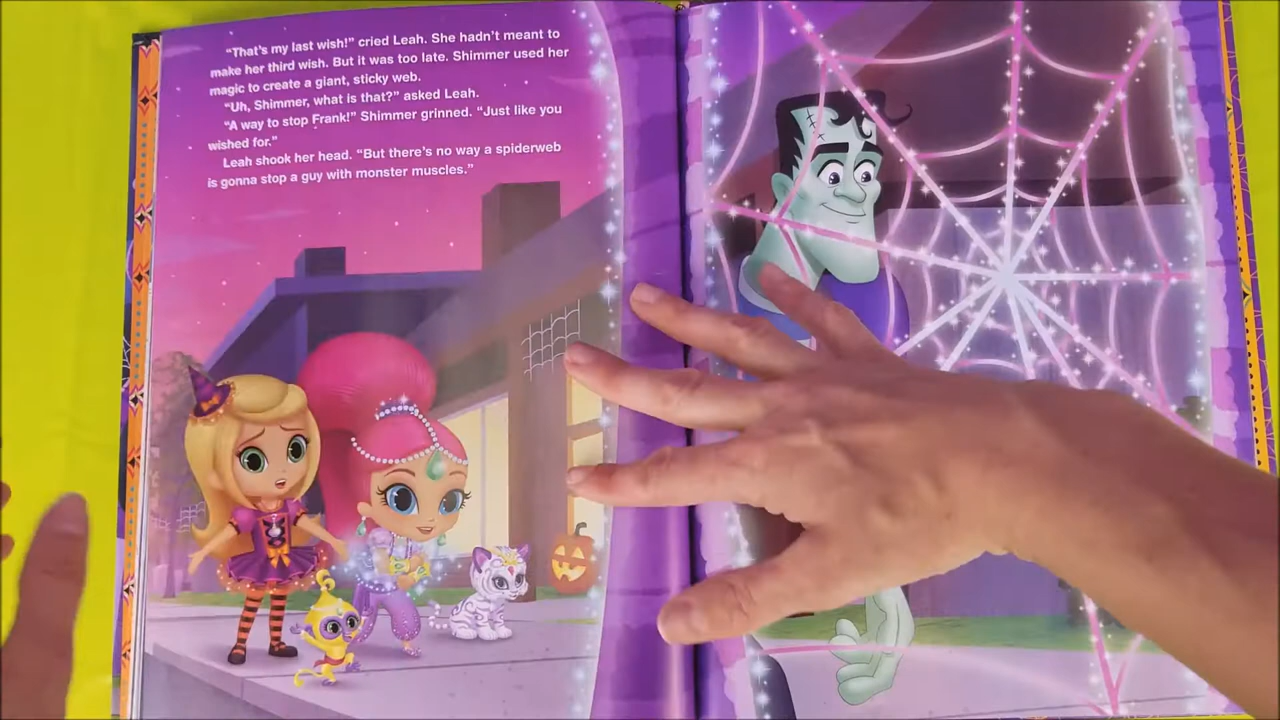 “That’s my last wish!” cried Leah. She hadn’t meant to
make her third wish. But it was too late. Shimmer used her
magic to create a giant, sticky web.
“Uh, Shimmer, what is that?” asked Leah.
“A way to stop Frank!” Shimmer grinned. “Just like you
wished for.”
Leah shook her head. “But there’s no way a spiderweb
is gonna stop a guy with monster muscles.”